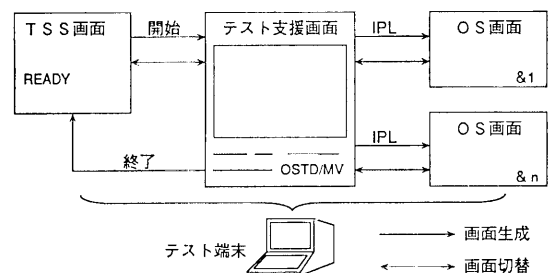 TSS画面
開始
テスト支援画面
IPL
OS画面
READY
&1
IPL
OS画面
終了
OSTD/MV
&n
テスト端末
画面生成
画面切替